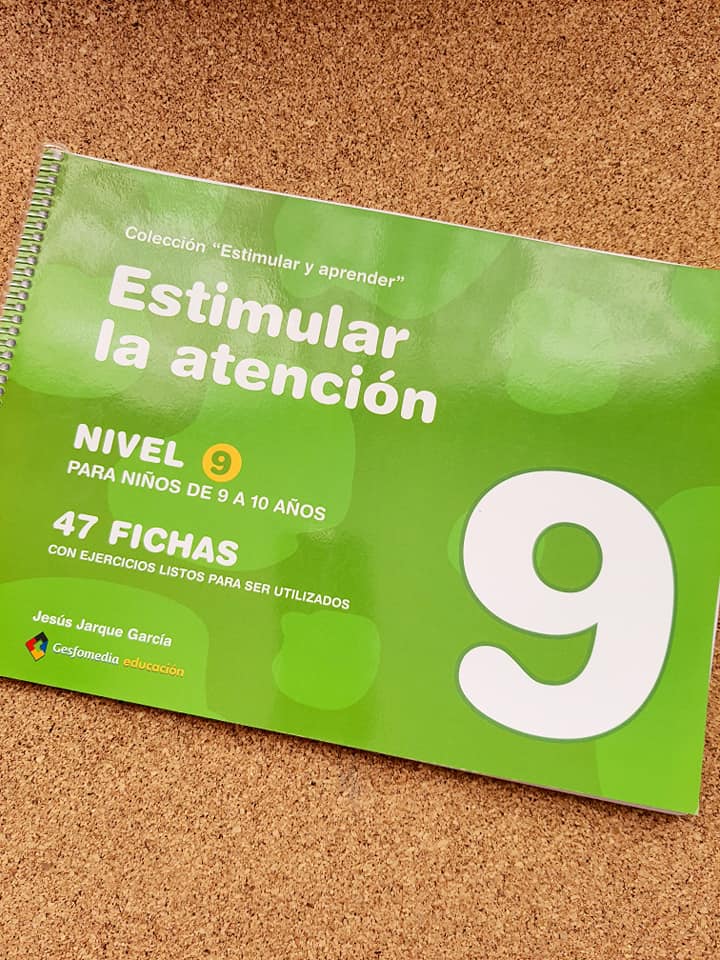 Colección “Estimular y aprender”
Estimular
la atención
NIVEL 9
PARA NIÑOS DE 9 A 10 AÑOS
47 FICHAS
CON EJERCICIOS LISTOS PARA SER UTILIZADOS
9
Jesús Jarque García
Gesfomedia educación